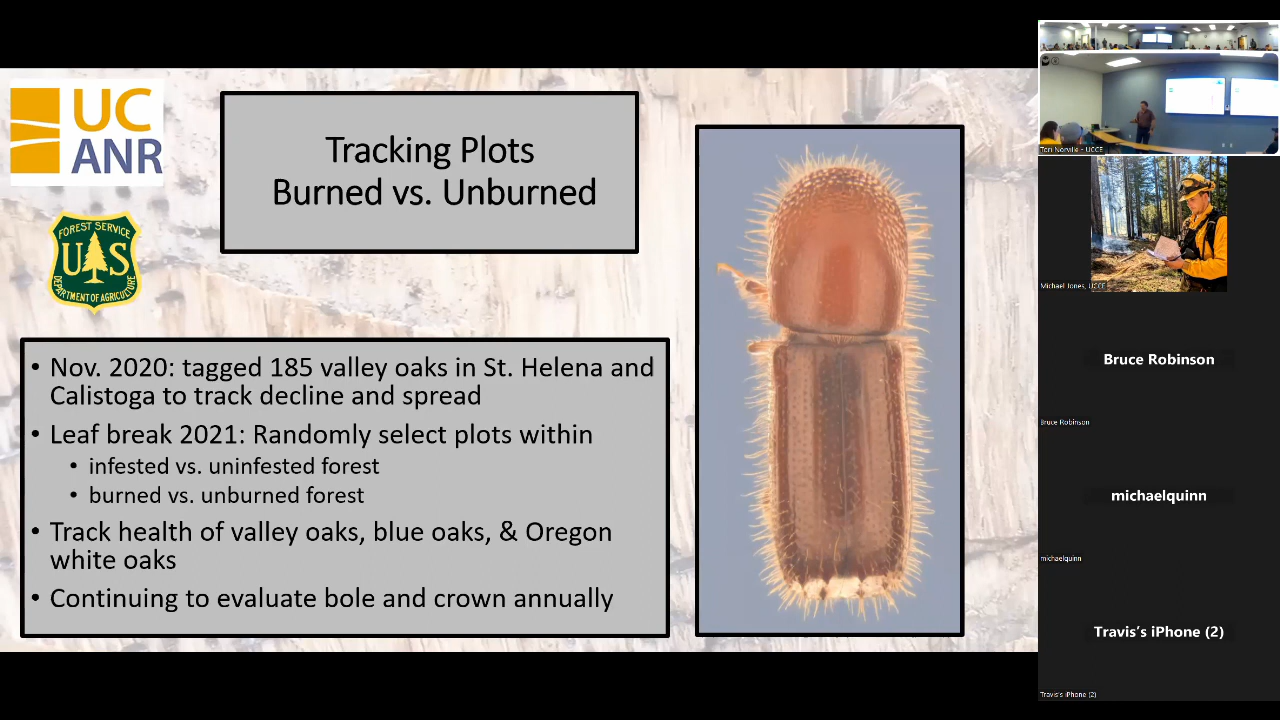 UC
ANR
FOREST SERVICE
U S
DEPARTMENT OF AGRICULTURE
Tracking Plots
Burned vs. Unburned
• Nov. 2020: tagged 185 valley oaks in St. Helena and
Calistoga to track decline and spread
• Leaf break 2021: Randomly select plots within
• infested vs. uninfested forest
• burned vs. unburned forest
• Track health of valley oaks, blue oaks, & Oregon
white oaks
• Continuing to evaluate bole and crown annually
Tori Norville - UCCE
Michael Jones, UCCE
Bruce Robinson
Bruce Robinson
michaelquinn
michaelquinn
Travis's iPhone (2)
Travis's iPhone (2)